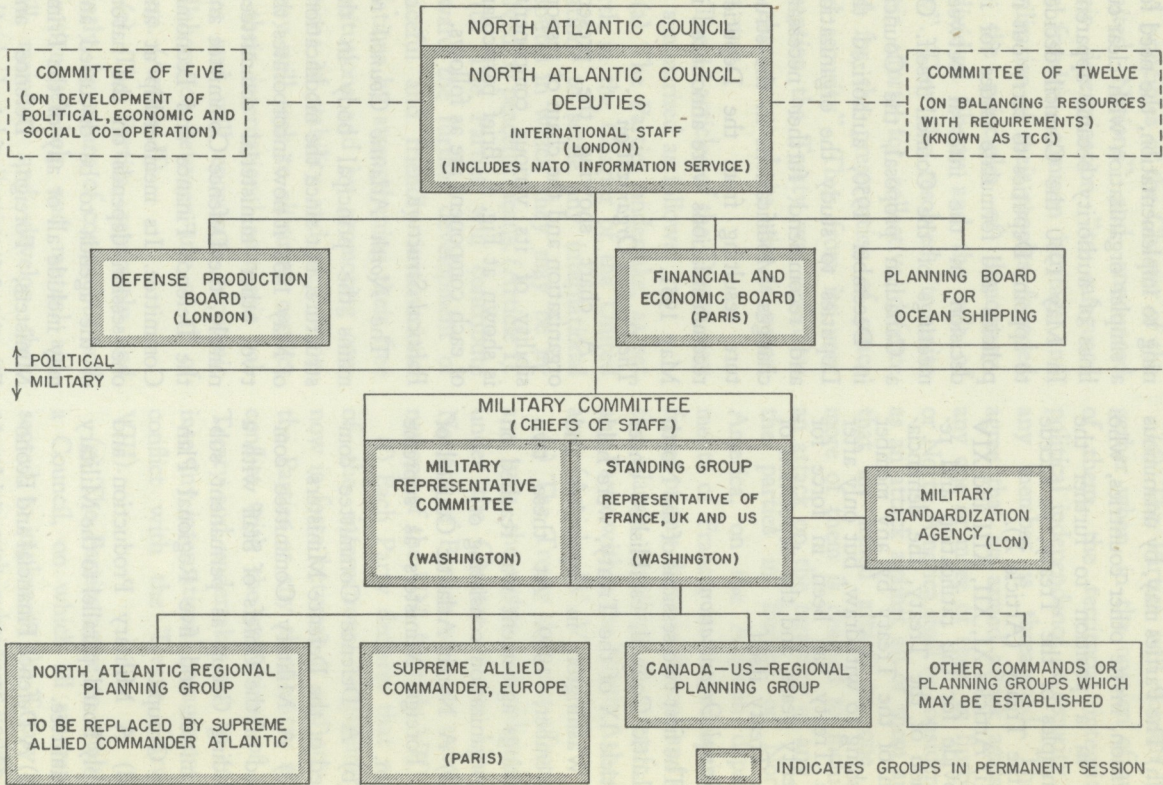 NORTH ATLANTIC COUNCIL
NORTH ATLANTIC COUNCIL
DEPUTIES
INTERNATIONAL STAFF
(LONDON)
(INCLUDES NATO INFORMATION SERVICE)
COMMITTEE OF FIVE
(ON DEVELOPMENT OF
POLITICAL, ECONOMIC AND
SOCIAL CO-OPERATION)
COMMITTEE OF TWELVE
(ON BALANCING RESOURCES
WITH REQUIREMENTS)
(KNOWN AS TCC)
DEFENSE PRODUCTION
BOARD
(LONDON)
FINANCIAL AND
ECONOMIC BOARD
(PARIS)
PLANNING BOARD
FOR
OCEAN SHIPPING
↑ POLITICAL
↓ MILITARY
MILITARY COMMITTEE
(CHIEFS OF STAFF)
MILITARY
REPRESENTATIVE
COMMITTEE
(WASHINGTON)
STANDING GROUP
REPRESENTATIVE OF
FRANCE, UK AND US
(WASHINGTON)
MILITARY
STANDARDIZATION
AGENCY (LON)
NORTH ATLANTIC REGIONAL
PLANNING GROUP
TO BE REPLACED BY SUPREME
ALLIED COMMANDER ATLANTIC
SUPREME ALLIED
COMMANDER, EUROPE
(PARIS)
CANADA—US—REGIONAL
PLANNING GROUP
OTHER COMMANDS OR
PLANNING GROUPS WHICH
MAY BE ESTABLISHED
INDICATES GROUPS IN PERMANENT SESSION